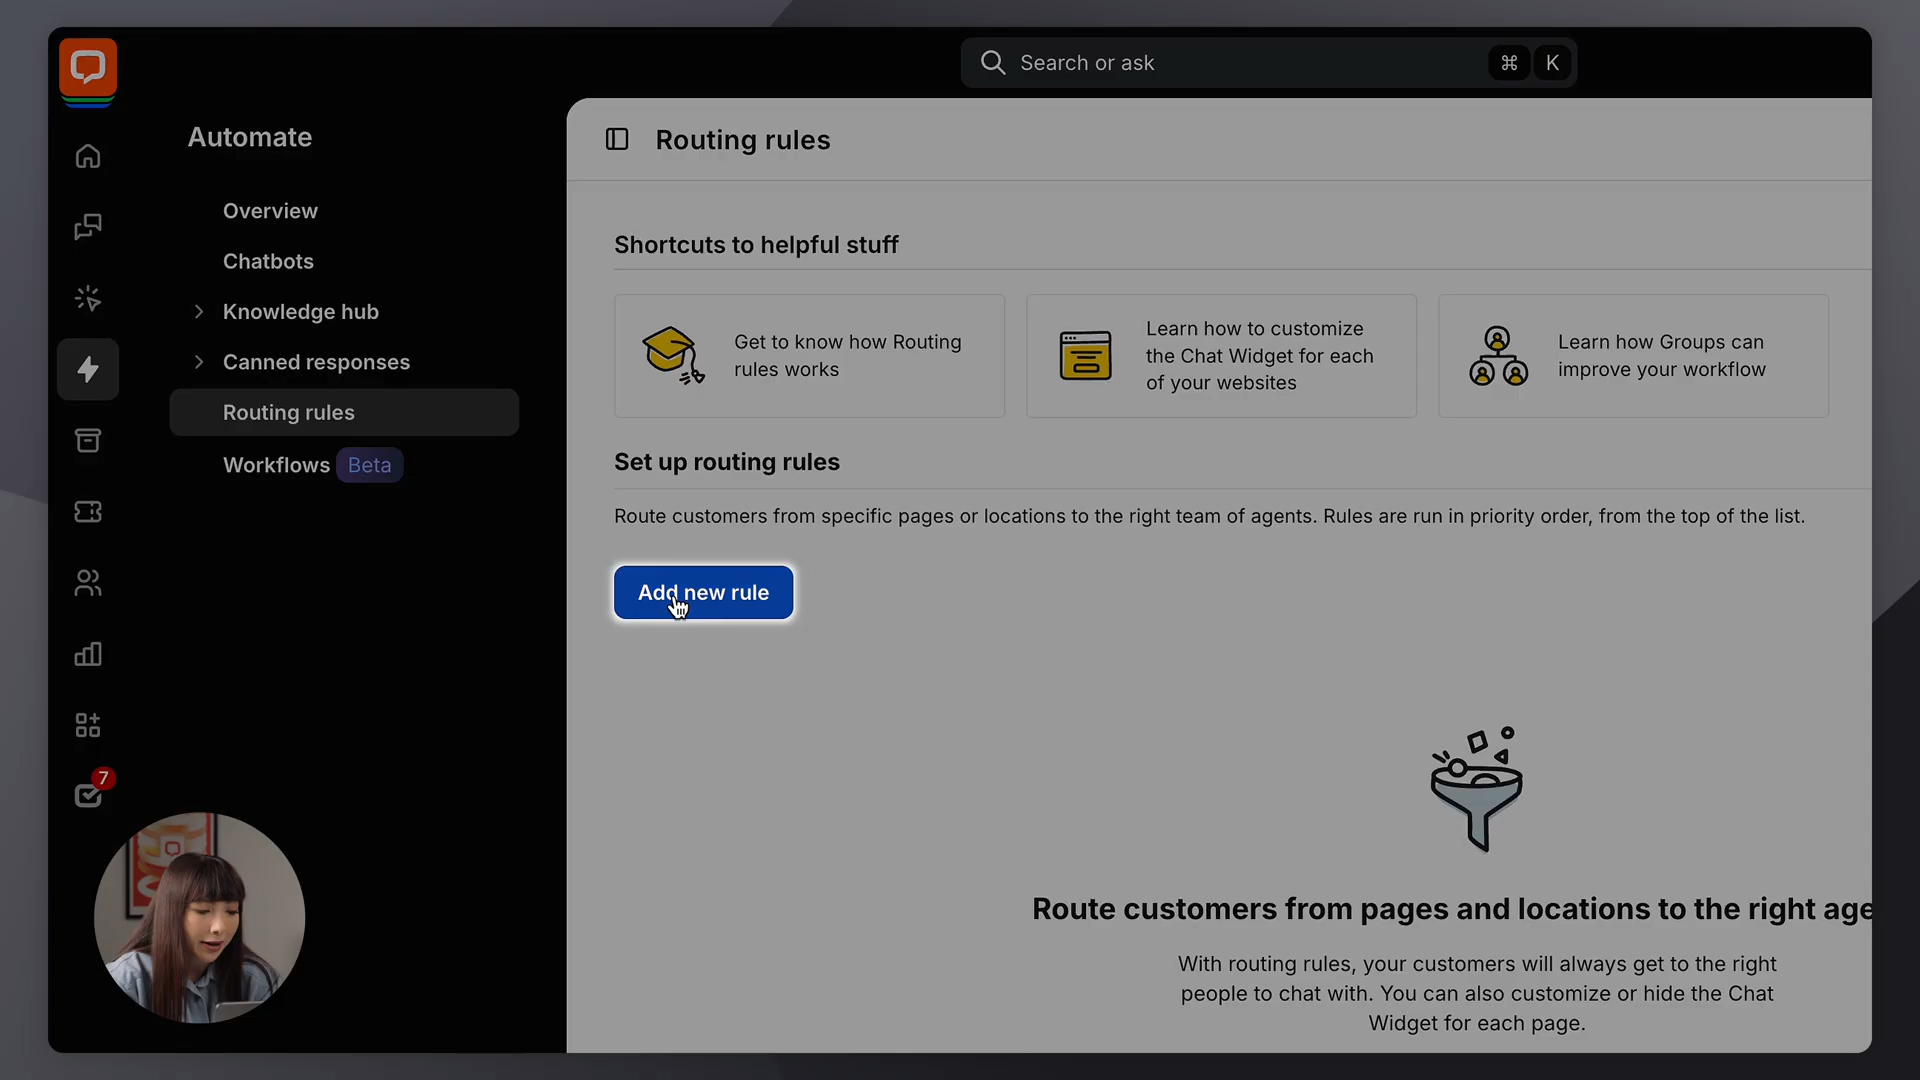 Search or ask
⌘ K
Automate
Overview
Chatbots
Knowledge hub
Canned responses
Routing rules
Workflows Beta
7
Routing rules
Shortcuts to helpful stuff
Get to know how Routing
rules works
Learn how to customize
the Chat Widget for each
of your websites
Learn how Groups can
improve your workflow
Set up routing rules
Route customers from specific pages or locations to the right team of agents. Rules are run in priority order, from the top of the list.
Add new rule
Route customers from pages and locations to the right age
With routing rules, your customers will always get to the right
people to chat with. You can also customize or hide the Chat
Widget for each page.